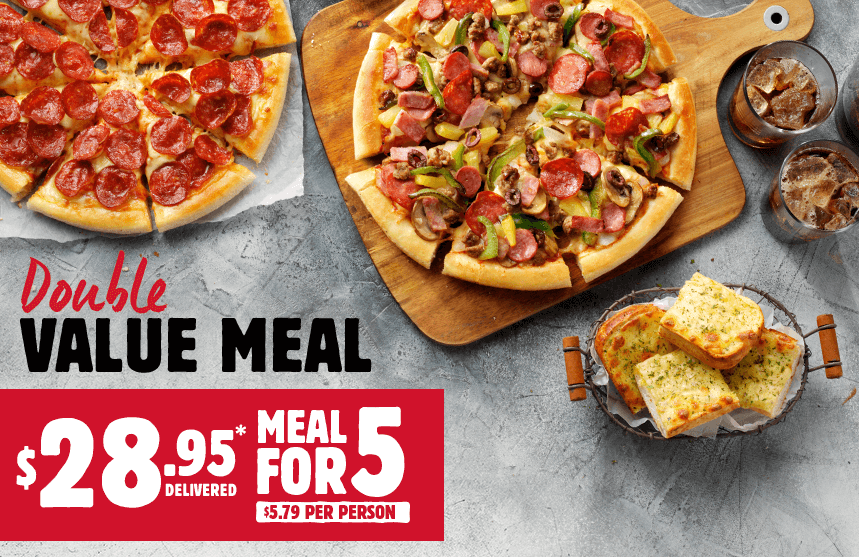 Double
VALUE MEAL
$28.95*
DELIVERED
MEAL
FOR 5
$5.79 PER PERSON